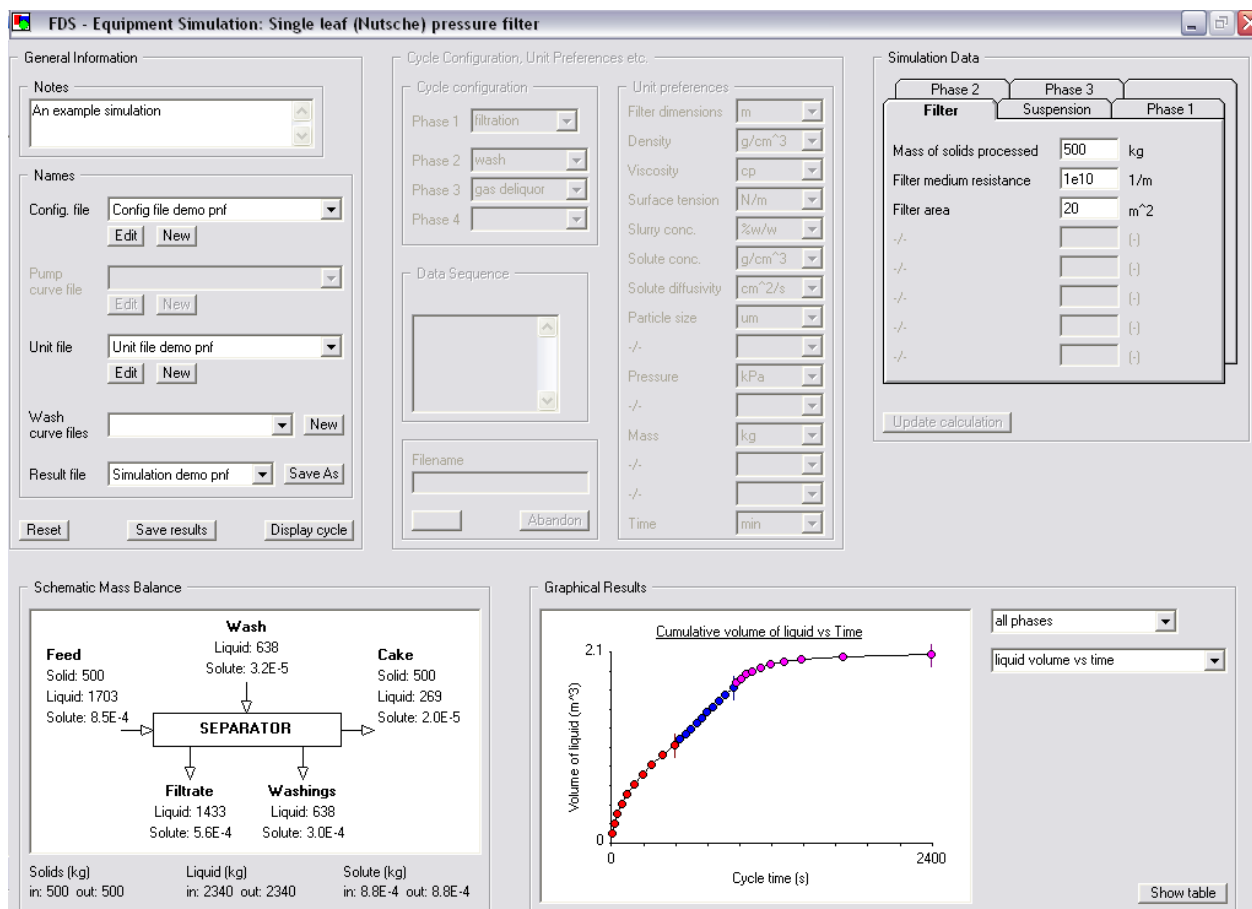 FDS - Equipment Simulation: Single leaf (Nutsche) pressure filter
General Information
Notes
An example simulation
Names
Config. file
Config file demo pnf
Edit
New
Pump
curve file
Edit
New
Unit file
Unit file demo pnf
Edit
New
Wash
curve files
New
Result file
Simulation demo pnf
Save As
Reset
Save results
Display cycle
Cycle Configuration, Unit Preferences etc.
Cycle configuration
Phase 1
filtration
Phase 2
wash
Phase 3
gas deliquor
Phase 4
Data Sequence
Filename
Abandon
Unit preferences
Filter dimensions
m
Density
g/cm^3
Viscosity
cp
Surface tension
N/m
Slurry conc.
%w/w
Solute conc.
g/cm^3
Solute diffusivity
cm^2/s
Particle size
um
-/-
Pressure
kPa
-/-
Mass
kg
-/-
-/-
Time
min
Simulation Data
Phase 2
Phase 3
Filter
Suspension
Phase 1
Mass of solids processed 500 kg
Filter medium resistance 1e10 1/m
Filter area 20 m^2
-/- (-)
-/- (-)
-/- (-)
-/- (-)
-/- (-)
Update calculation
Schematic Mass Balance
Wash
Liquid: 638
Solute: 3.2E-5
Feed
Solid: 500
Liquid: 1703
Solute: 8.5E-4
Cake
Solid: 500
Liquid: 269
Solute: 2.0E-5
SEPARATOR
Filtrate
Liquid: 1433
Solute: 5.6E-4
Washings
Liquid: 638
Solute: 3.0E-4
Solids (kg)
in: 500 out: 500
Liquid (kg)
in: 2340 out: 2340
Solute (kg)
in: 8.8E-4 out: 8.8E-4
Graphical Results
Cumulative volume of liquid vs Time
2.1
Volume of liquid (m^3)
0
0
2400
Cycle time (s)
all phases
liquid volume vs time
Show table